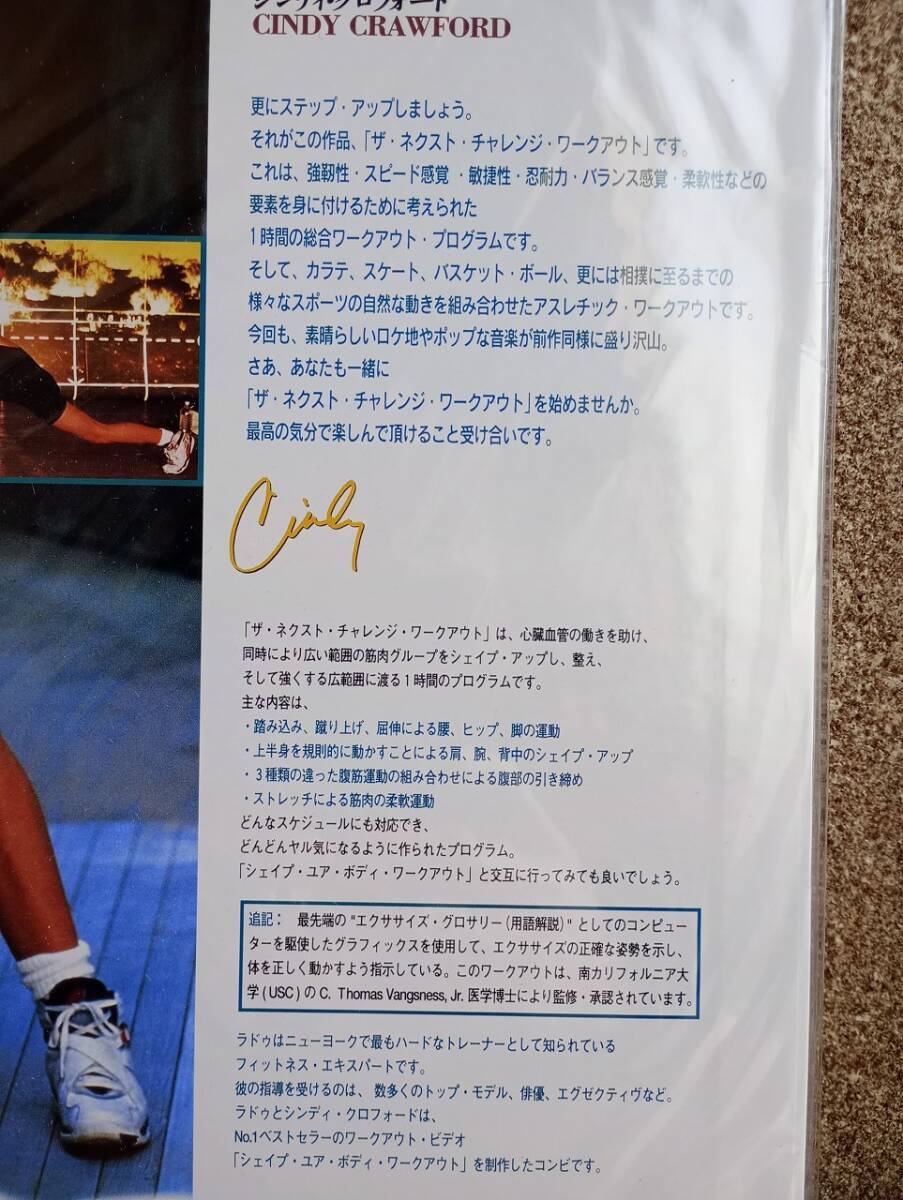 シンディ・クロフォード
CINDY CRAWFORD
更にステップ・アップしましょう。
それがこの作品、「ザ・ネクスト・チャレンジ・ワークアウト」です。
これは、強靭性・スピード感覚・敏捷性・忍耐力・バランス感覚・柔軟性などの
要素を身に付けるために考えられた
1時間の総合ワークアウト・プログラムです。
そして、カラテ、スケート、バスケット・ボール、更には相撲に至るまでの
様々なスポーツの自然な動きを組み合わせたアスレチック・ワークアウトです。
今回も、素晴らしいロケ地やポップな音楽が前作同様に盛り沢山。
さあ、あなたも一緒に
「ザ・ネクスト・チャレンジ・ワークアウト」を始めませんか。
最高の気分で楽しんで頂けること受け合いです。
Cindy
「ザ・ネクスト・チャレンジ・ワークアウト」は、心臓血管の働きを助け、
同時により広い範囲の筋肉グループをシェイプ・アップし、整え、
そして強くする広範囲に渡る1時間のプログラムです。
主な内容は、
・踏み込み、蹴り上げ、屈伸による腰、ヒップ、脚の運動
・上半身を規則的に動かすことによる肩、腕、背中のシェイプ・アップ
・3種類の違った腹筋運動の組み合わせによる腹部の引き締め
・ストレッチによる筋肉の柔軟運動
どんなスケジュールにも対応でき、
どんどんヤル気になるように作られたプログラム。
「シェイプ・ユア・ボディ・ワークアウト」と交互に行ってみても良いでしょう。
追記： 最先端の"エクササイズ・グロサリー(用語解説)"としてのコンピュー
ターを駆使したグラフィックスを使用して、エクササイズの正確な姿勢を示し、
体を正しく動かすよう指示している。このワークアウトは、南カリフォルニア大
学(USC)のC. Thomas Vangsness, Jr.医学博士により監修・承認されています。
ラドゥはニューヨークで最もハードなトレーナーとして知られている
フィットネス・エキスパートです。
彼の指導を受けるのは、数多くのトップ・モデル、俳優、エグゼクティヴなど。
ラドゥとシンディ・クロフォードは、
No.1ベストセラーのワークアウト・ビデオ
「シェイプ・ユア・ボディ・ワークアウト」を制作したコンビです。